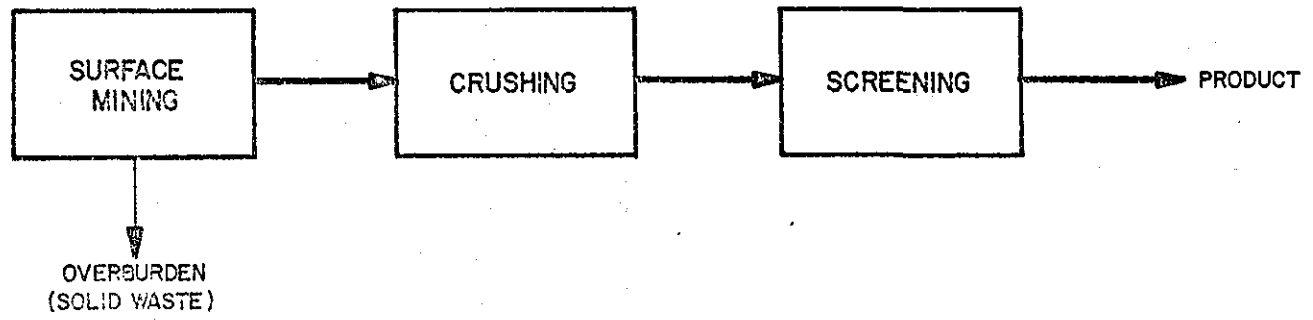 SURFACE
MINING
CRUSHING
SCREENING
PRODUCT
OVERBURDEN
(SOLID WASTE)